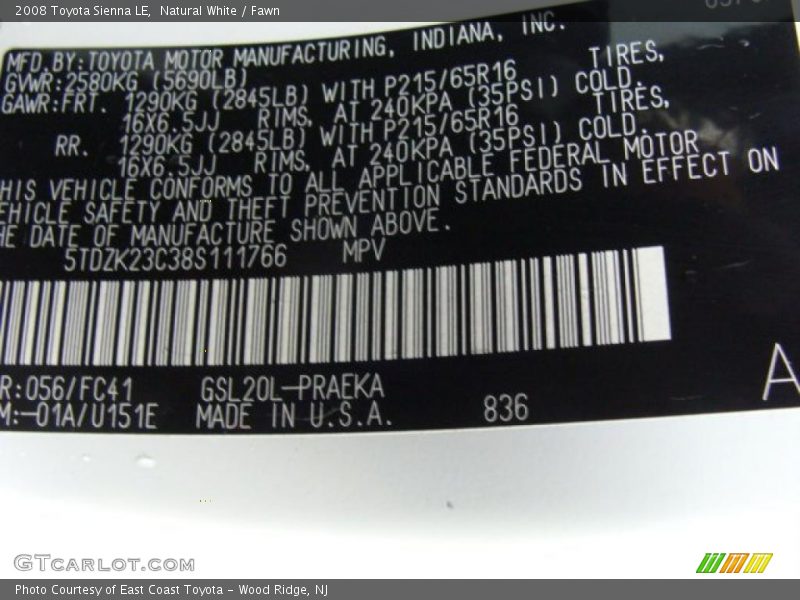 2008 Toyota Sienna LE, Natural White / Fawn
MFD.BY:TOYOTA MOTOR MANUFACTURING, INDIANA, INC.
GVWR:2580KG (5690LB)
GAWR:FRT. 1290KG (2845LB) WITH P215/65R16 TIRES,
16X6.5JJ RIMS, AT 240KPA (35PSI) COLD.
RR. 1290KG (2845LB) WITH P215/65R16 TIRES,
16X6.5JJ RIMS, AT 240KPA (35PSI) COLD.
HIS VEHICLE CONFORMS TO ALL APPLICABLE FEDERAL MOTOR
EHICLE SAFETY AND THEFT PREVENTION STANDARDS IN EFFECT ON
HE DATE OF MANUFACTURE SHOWN ABOVE.
5TDZK23C38S111766 MPV
R:056/FC41 GSL20L-PRAEKA
M:-01A/U151E MADE IN U.S.A. 836
A
GTCARLOT.COM
Photo Courtesy of East Coast Toyota - Wood Ridge, NJ